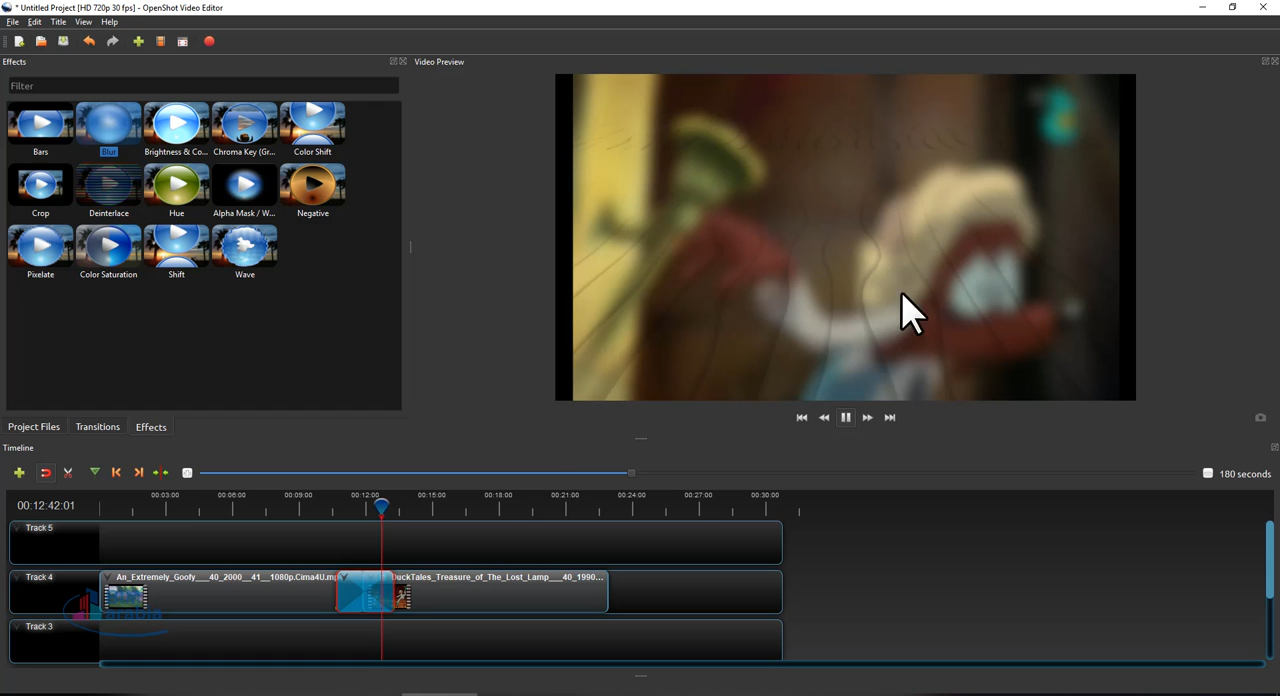 * Untitled Project [HD 720p 30 fps] - OpenShot Video Editor
File Edit Title View Help
Effects
Video Preview
Filter
Bars Blur Brightness & Co... Chroma Key (Gr... Color Shift
Crop Deinterlace Hue Alpha Mask / W... Negative
Pixelate Color Saturation Shift Wave
Project Files Transitions Effects
Timeline
180 seconds
00:12:42:01
00:03:00 00:06:00 00:09:00 00:12:00 00:15:00 00:18:00 00:21:00 00:24:00 00:27:00 00:30:00
Track 5
Track 4
An_Extremely_Goofy___40_2000__41__1080p.Cima4U.mp
DuckTales_Treasure_of_The_Lost_Lamp___40_1990...
arabia
Track 3